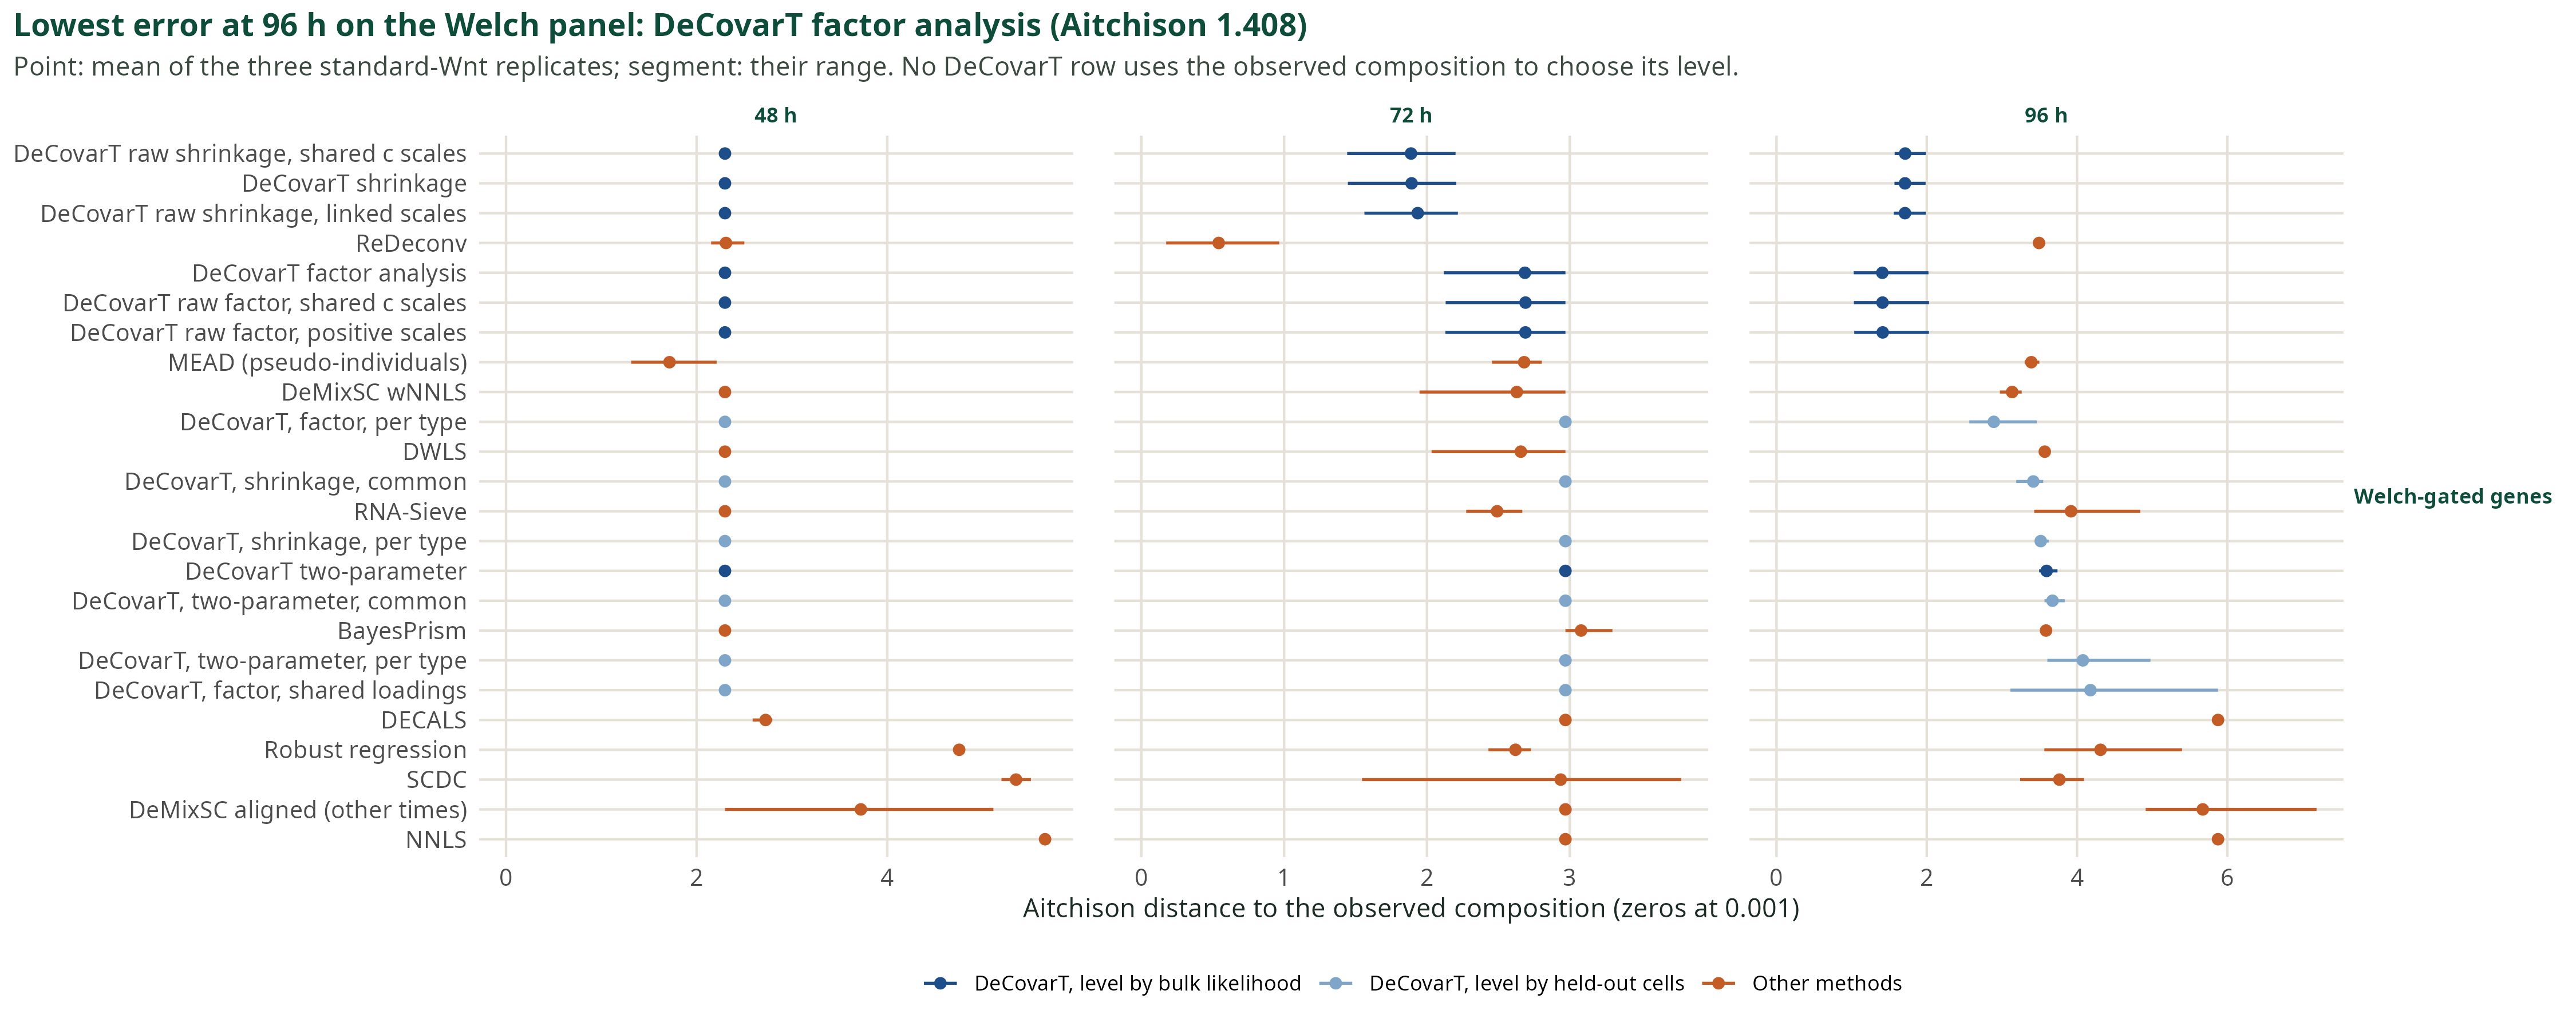 Lowest error at 96 h on the Welch panel: DeCovarT factor analysis (Aitchison 1.408)
Point: mean of the three standard-Wnt replicates; segment: their range. No DeCovarT row uses the observed composition to choose its level.
48 h
72 h
96 h
DeCovarT raw shrinkage, shared c scales
DeCovarT shrinkage
DeCovarT raw shrinkage, linked scales
ReDeconv
DeCovarT factor analysis
DeCovarT raw factor, shared c scales
DeCovarT raw factor, positive scales
MEAD (pseudo-individuals)
DeMixSC wNNLS
DeCovarT, factor, per type
DWLS
DeCovarT, shrinkage, common
RNA-Sieve
DeCovarT, shrinkage, per type
DeCovarT two-parameter
DeCovarT, two-parameter, common
BayesPrism
DeCovarT, two-parameter, per type
DeCovarT, factor, shared loadings
DECALS
Robust regression
SCDC
DeMixSC aligned (other times)
NNLS
Welch-gated genes
0 2 4
0 1 2 3
0 2 4 6
Aitchison distance to the observed composition (zeros at 0.001)
DeCovarT, level by bulk likelihood
DeCovarT, level by held-out cells
Other methods